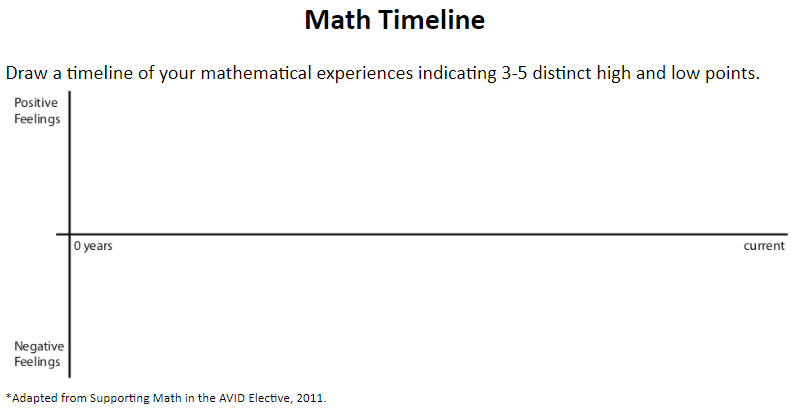 Math Timeline
Draw a timeline of your mathematical experiences indicating 3-5 distinct high and low points.
Positive
Feelings
0 years
current
Negative
Feelings
*Adapted from Supporting Math in the AVID Elective, 2011.